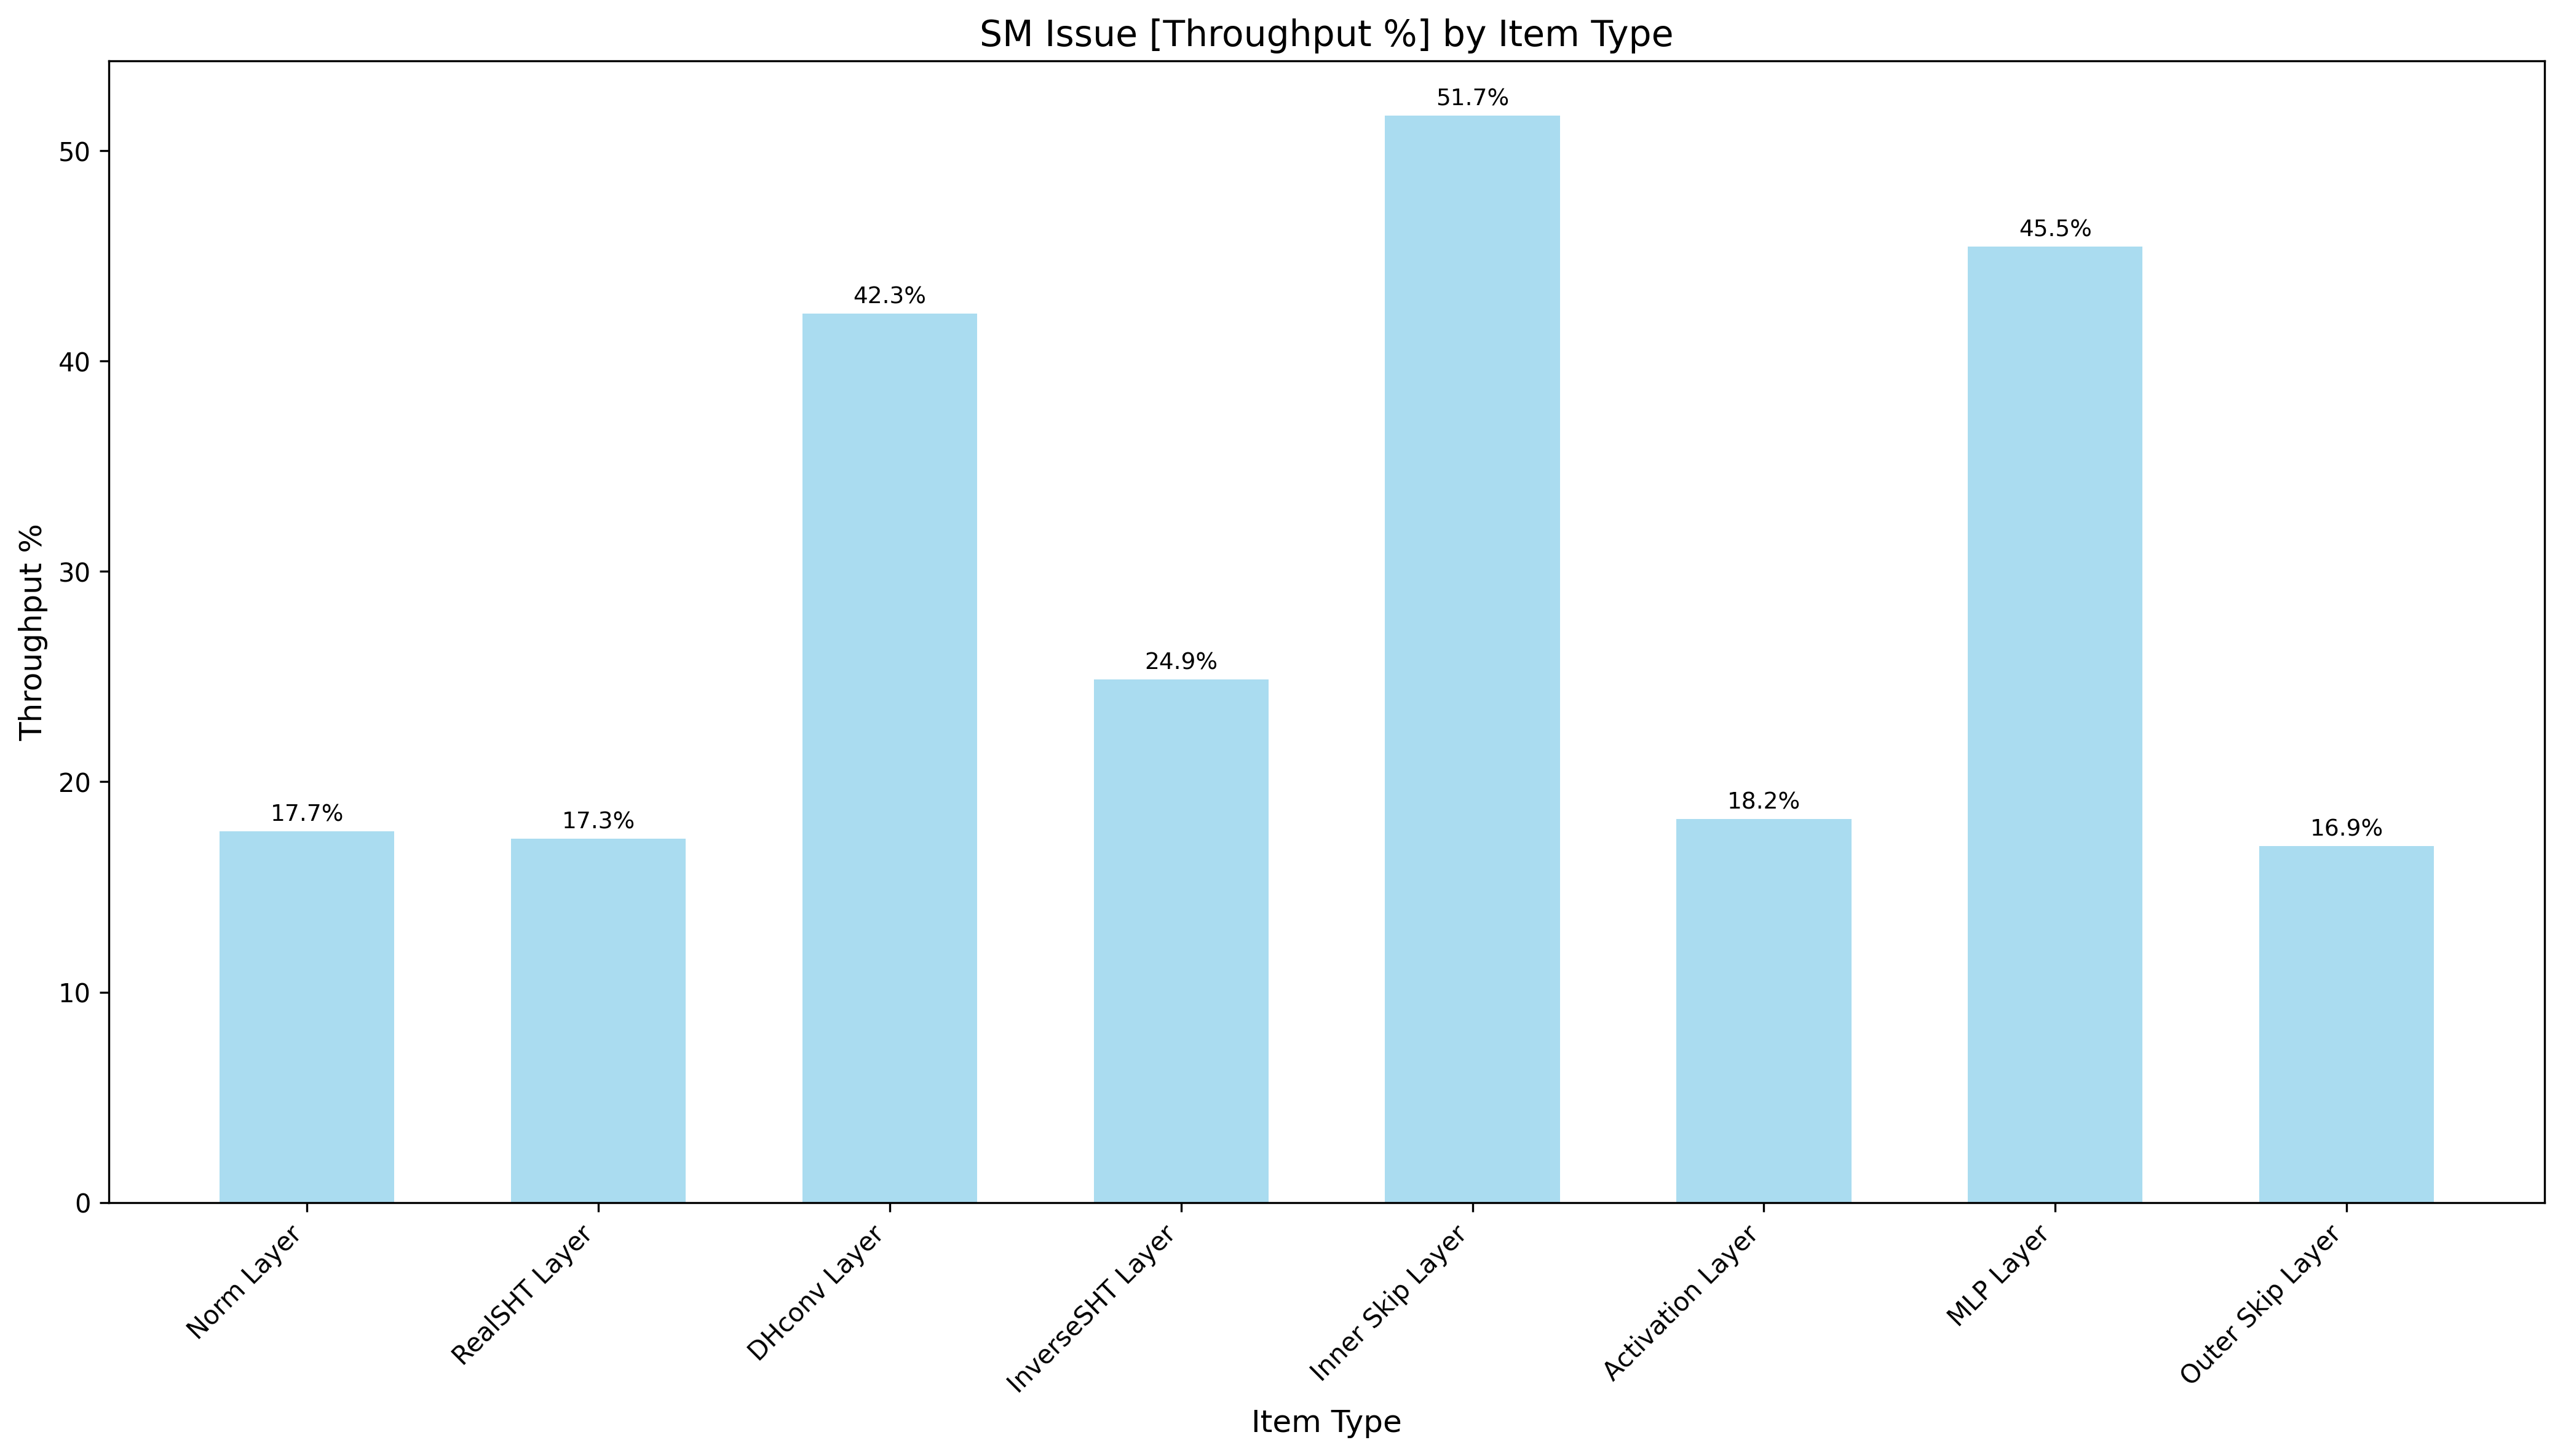 SM Issue [Throughput %] by Item Type
Throughput %
50
40
30
20
10
0
17.7%
17.3%
42.3%
24.9%
51.7%
18.2%
45.5%
16.9%
Norm Layer
RealSHT Layer
DHconv Layer
InverseSHT Layer
Inner Skip Layer
Activation Layer
MLP Layer
Outer Skip Layer
Item Type